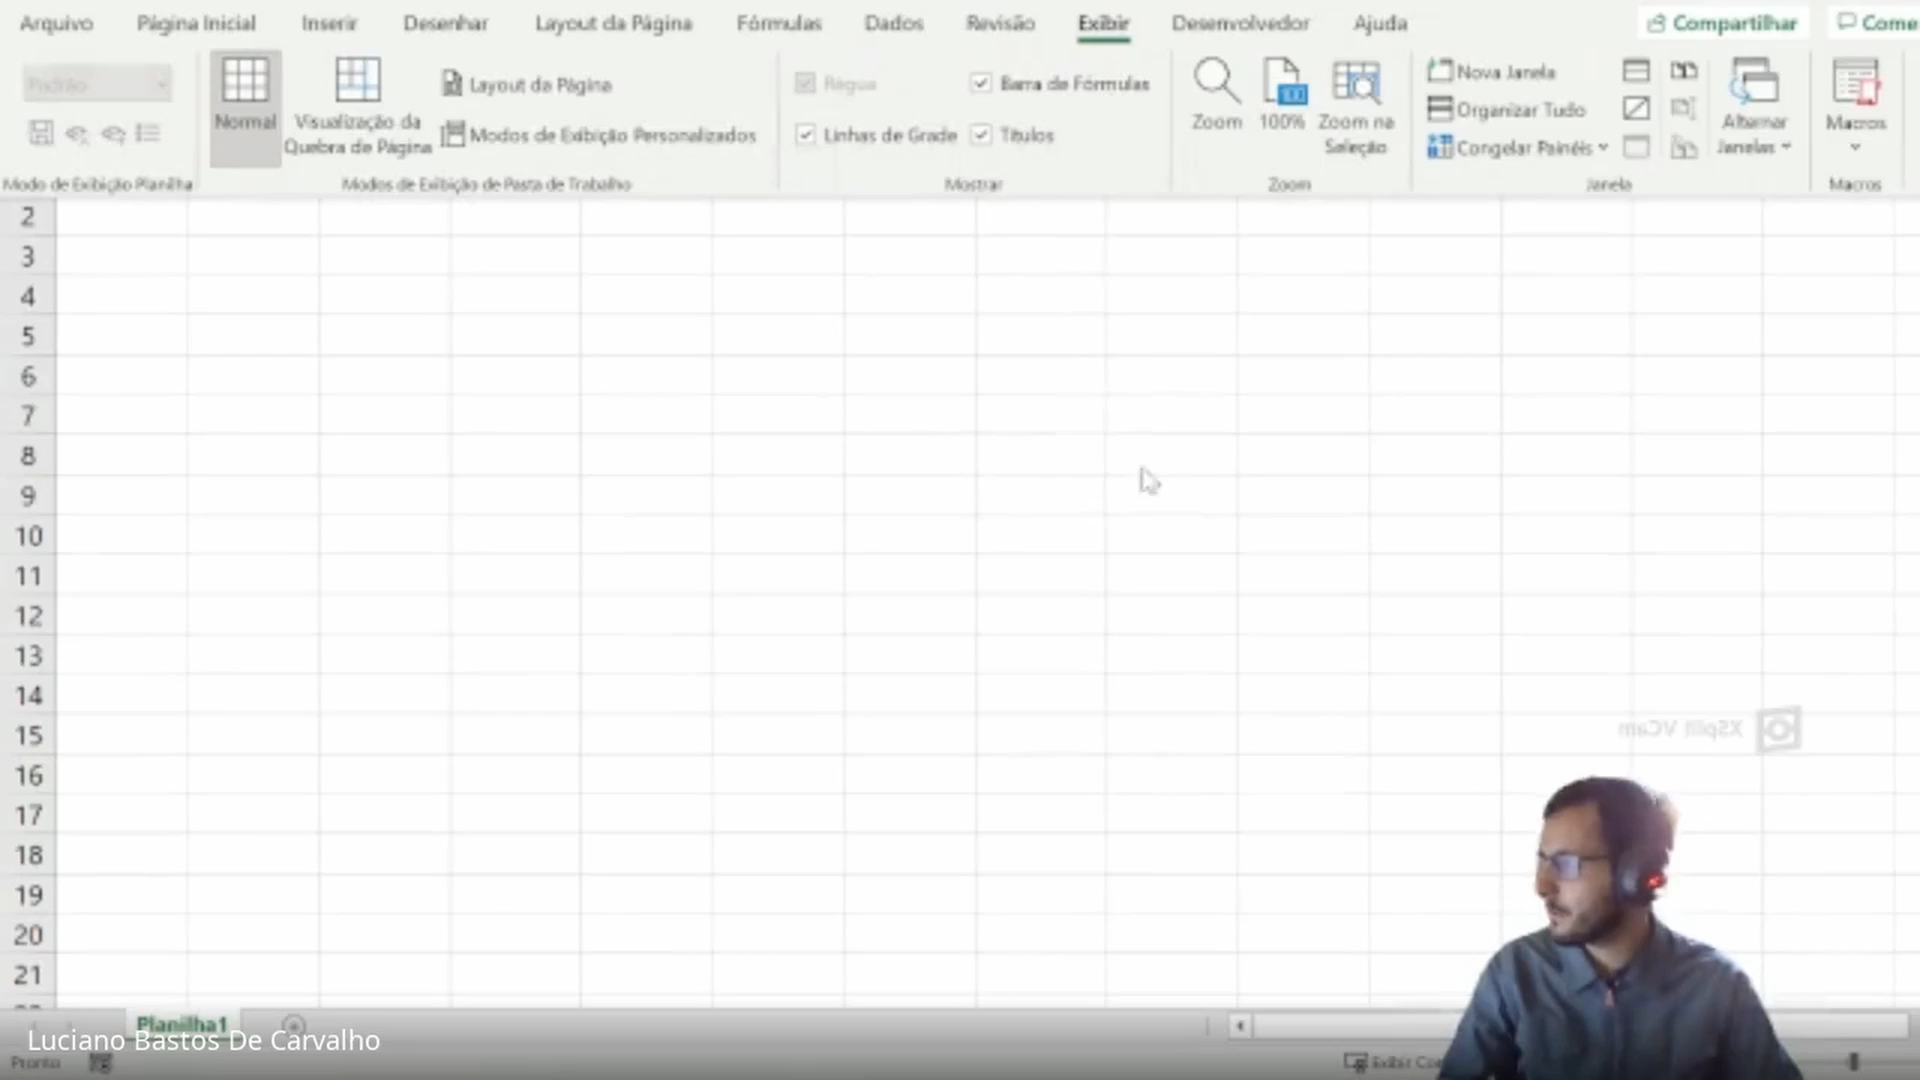 Arquivo Página Inicial Inserir Desenhar Layout da Página Fórmulas Dados Revisão Exibir Desenvolvedor Ajuda Compartilhar Come
Padrão
Normal
Visualização da
Quebra de Página
Layout da Página
Modos de Exibição Personalizados
Régua
Barra de Fórmulas
Linhas de Grade
Títulos
Zoom
100
100%
Zoom na
Seleção
Nova Janela
Organizar Tudo
Congelar Painéis
Alternar
Janelas
Macros
Modo de Exibição Planilha
Modos de Exibição de Pasta de Trabalho
Mostrar
Zoom
Janela
Macros
2
3
4
5
6
7
8
9
10
11
12
13
14
15
16
17
18
19
20
21
XSplit VCam
Planilha1
Luciano Bastos De Carvalho
Pronto
Exibir